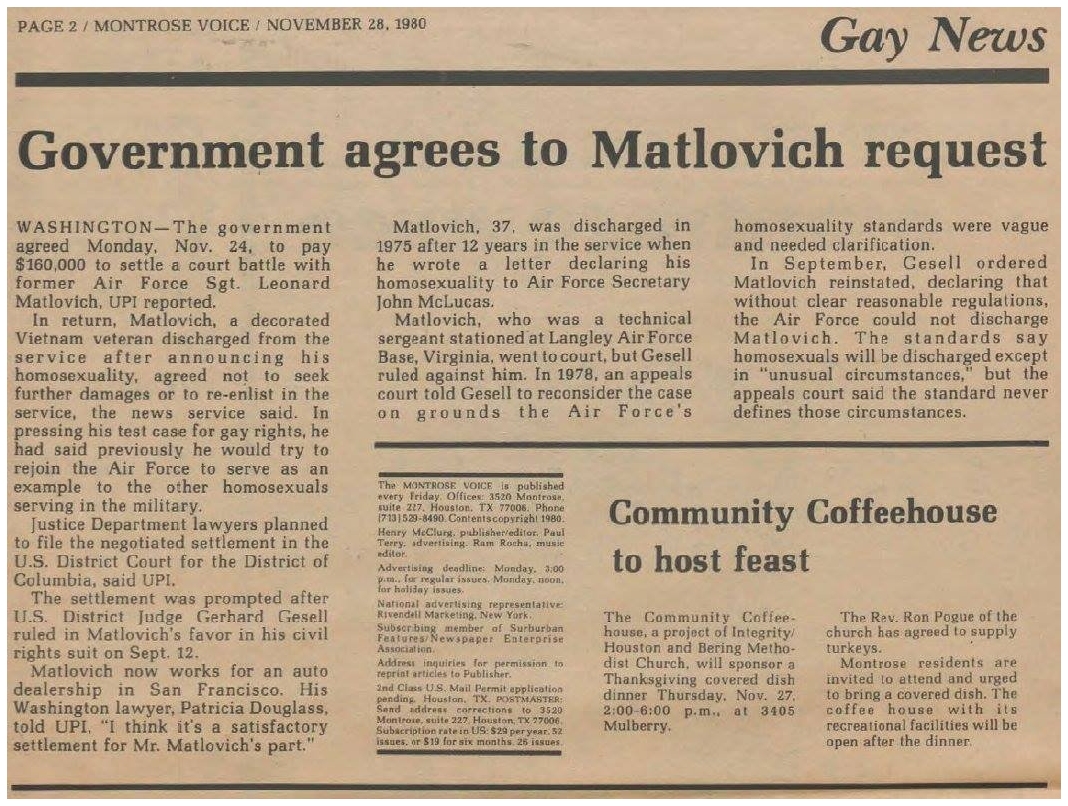 PAGE 2 / MONTROSE VOICE / NOVEMBER 28, 1980
Gay News
Government agrees to Matlovich request
WASHINGTON—The government
agreed Monday, Nov. 24, to pay
$160,000 to settle a court battle with
former Air Force Sgt. Leonard
Matlovich, UPI reported.
In return, Matlovich, a decorated
Vietnam veteran discharged from the
service after announcing his
homosexuality, agreed not to seek
further damages or to re-enlist in the
service, the news service said. In
pressing his test case for gay rights, he
had said previously he would try to
rejoin the Air Force to serve as an
example to the other homosexuals
serving in the military.
Justice Department lawyers planned
to file the negotiated settlement in the
U.S. District Court for the District of
Columbia, said UPI.
The settlement was prompted after
U.S. District Judge Gerhard Gesell
ruled in Matlovich's favor in his civil
rights suit on Sept. 12.
Matlovich now works for an auto
dealership in San Francisco. His
Washington lawyer, Patricia Douglass,
told UPI, "I think it's a satisfactory
settlement for Mr. Matlovich's part."
Matlovich, 37, was discharged in
1975 after 12 years in the service when
he wrote a letter declaring his
homosexuality to Air Force Secretary
John McLucas.
Matlovich, who was a technical
sergeant stationed at Langley Air Force
Base, Virginia, went to court, but Gesell
ruled against him. In 1978, an appeals
court told Gesell to reconsider the case
on grounds the Air Force's
homosexuality standards were vague
and needed clarification.
In September, Gesell ordered
Matlovich reinstated, declaring that
without clear reasonable regulations,
the Air Force could not discharge
Matlovich. The standards say
homosexuals will be discharged except
in "unusual circumstances," but the
appeals court said the standard never
defines those circumstances.
The MONTROSE VOICE is published
every Friday. Offices: 3520 Montrose,
suite 227, Houston, TX 77006. Phone
(713) 529-8490. Contents copyright 1980.
Henry McClurg, publisher/editor. Paul
Terry, advertising. Ram Rocha, music
editor.
Advertising deadline: Monday, 3:00
p.m., for regular issues. Monday, noon,
for holiday issues.
National advertising representative:
Rivendell Marketing, New York.
Subscribing member of Surburban
Features/Newspaper Enterprise
Association.
Address inquiries for permission to
reprint articles to Publisher.
2nd Class U.S. Mail Permit application
pending, Houston, TX. POSTMASTER:
Send address corrections to 3520
Montrose, suite 227, Houston, TX 77006.
Subscription rate in US: $29 per year, 52
issues, or $19 for six months, 26 issues.
Community Coffeehouse
to host feast
The Community Coffee-
house, a project of Integrity/
Houston and Bering Metho-
dist Church, will sponsor a
Thanksgiving covered dish
dinner Thursday, Nov. 27,
2:00-6:00 p.m., at 3405
Mulberry.
The Rev. Ron Pogue of the
church has agreed to supply
turkeys.
Montrose residents are
invited to attend and urged
to bring a covered dish. The
coffee house with its
recreational facilities will be
open after the dinner.